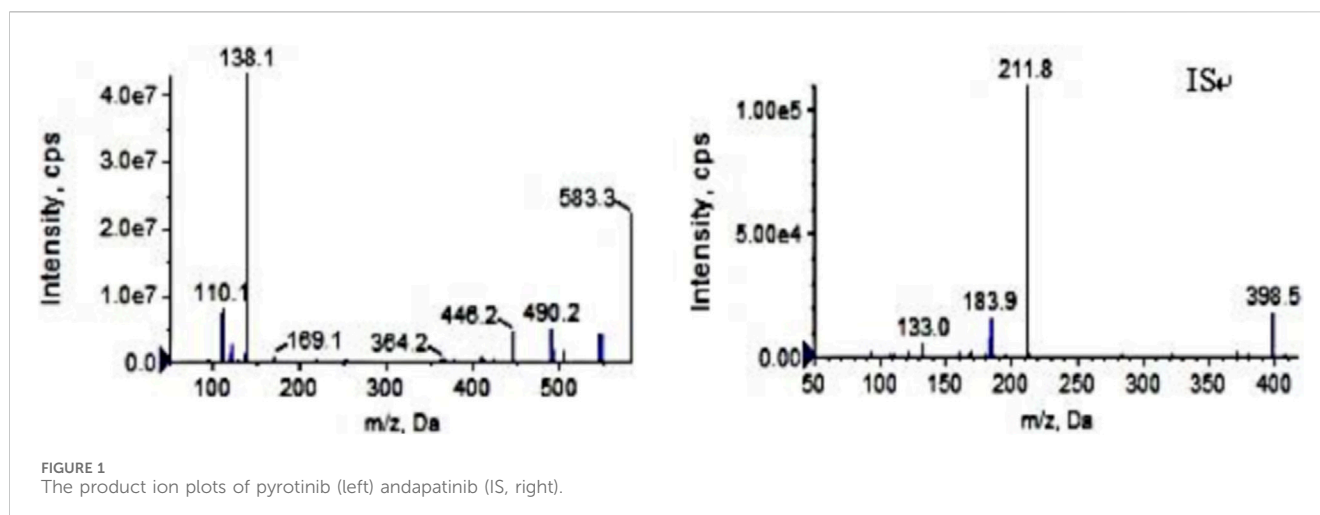 138.1
4.0e7
3.0e7
2.0e7
1.0e7
0.0
Intensity, cps
110.1
169.1
364.2
446.2
490.2
583.3
100 200 300 400 500
m/z, Da
211.8
IS↵
1.00e5
5.00e4
0.00
Intensity, cps
133.0
183.9
398.5
50 100 150 200 250 300 350 400
m/z, Da
FIGURE 1
The product ion plots of pyrotinib (left) andapatinib (IS, right).